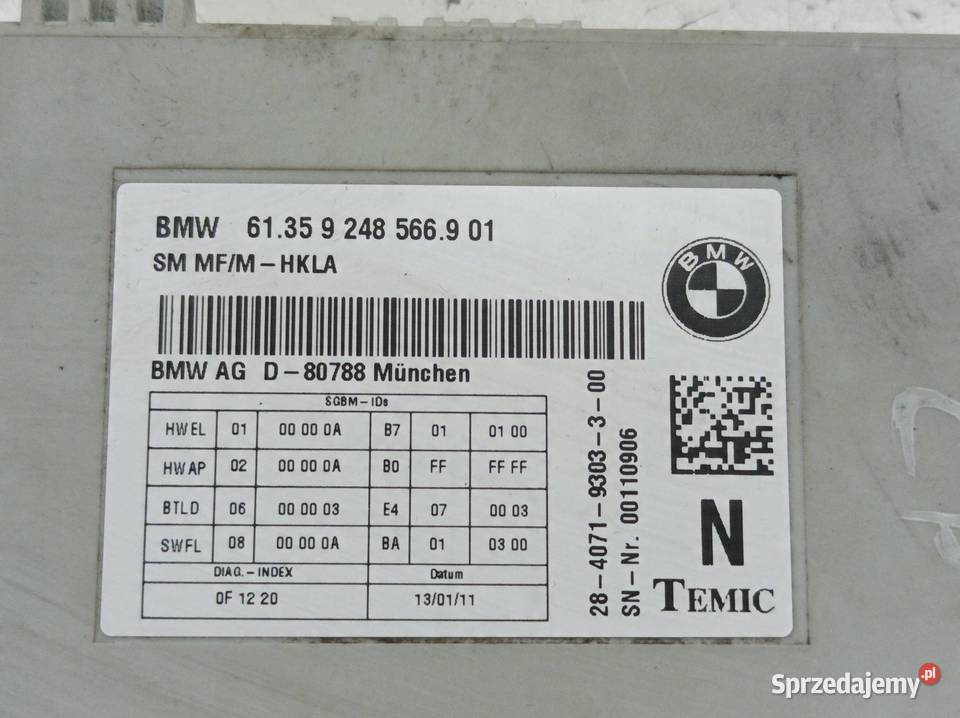 BMW 61.35 9 248 566.9 01
SM MF/M-HKLA
BMW
BMW AG D-80788 München
SGBM-IDs
HWEL 01 00 00 0A B7 01 01 00
HWAP 02 00 00 0A B0 FF FF FF
BTLD 06 00 00 03 E4 07 00 03
SWFL 08 00 00 0A BA 01 03 00
DIAG.-INDEX Datum
0F 12 20 13/01/11
28-4071-9303-3-00
SN-Nr. 00110906
N
TEMIC
Sprzedajemy.pl